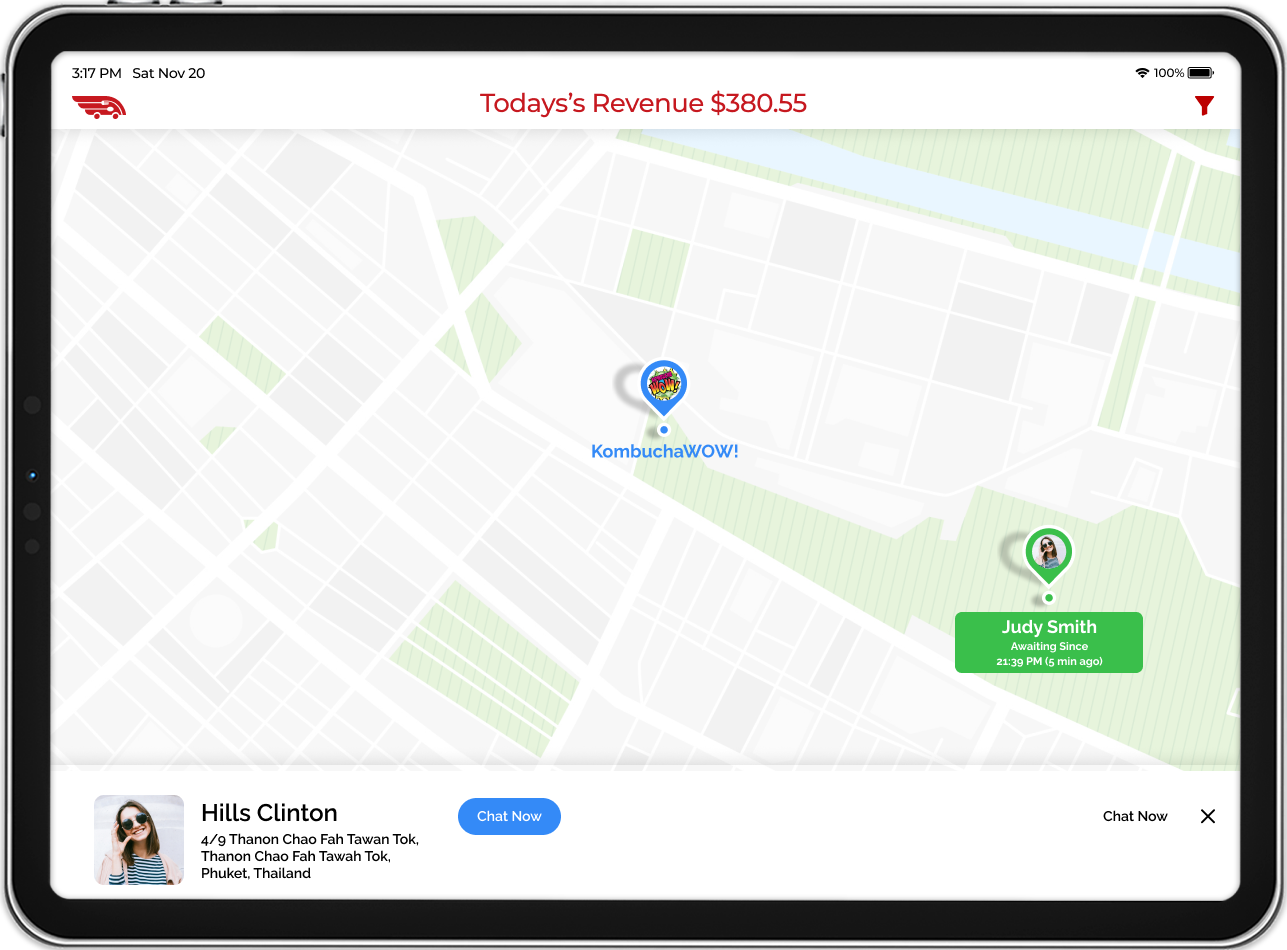 3:17 PM Sat Nov 20
100%
Todays’s Revenue $380.55
WOW!
KombuchaWOW!
Judy Smith
Awaiting Since
21:39 PM (5 min ago)
Hills Clinton
4/9 Thanon Chao Fah Tawan Tok,
Thanon Chao Fah Tawah Tok,
Phuket, Thailand
Chat Now
Chat Now